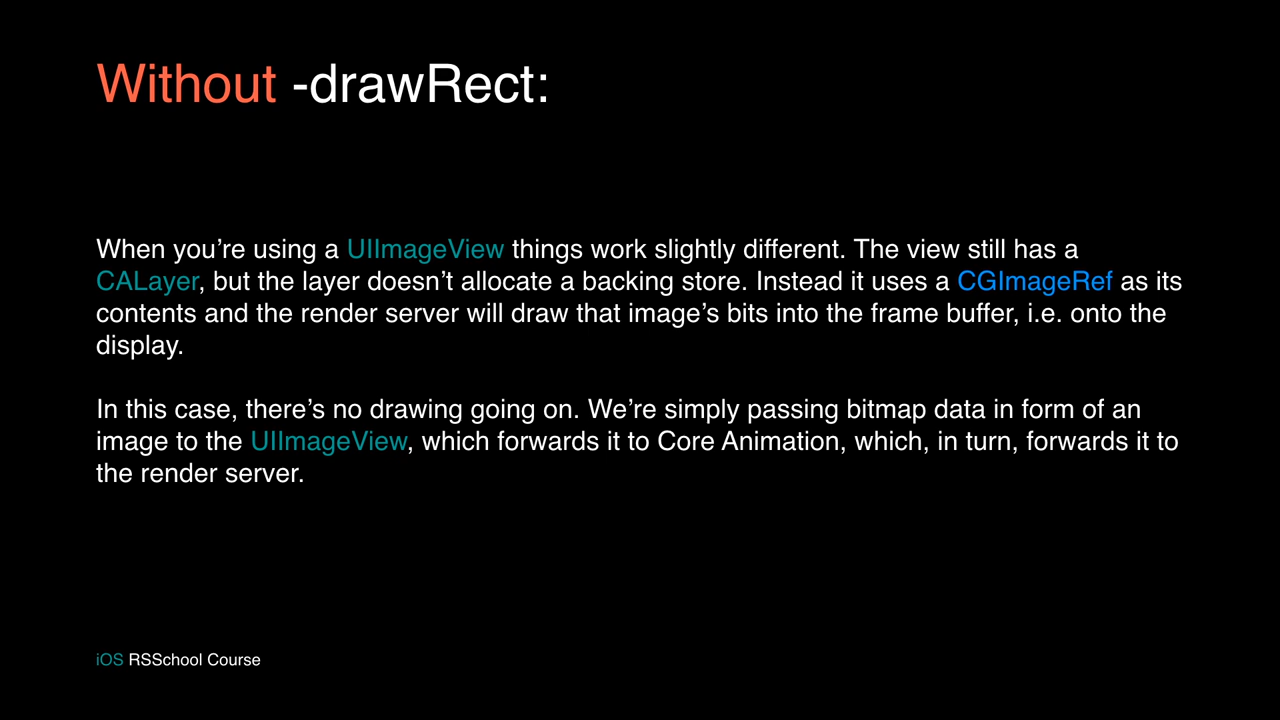 Without -drawRect:
When you’re using a UIImageView things work slightly different. The view still has a
CALayer, but the layer doesn’t allocate a backing store. Instead it uses a CGImageRef as its
contents and the render server will draw that image’s bits into the frame buffer, i.e. onto the
display.
In this case, there’s no drawing going on. We’re simply passing bitmap data in form of an
image to the UIImageView, which forwards it to Core Animation, which, in turn, forwards it to
the render server.
iOS RSSchool Course